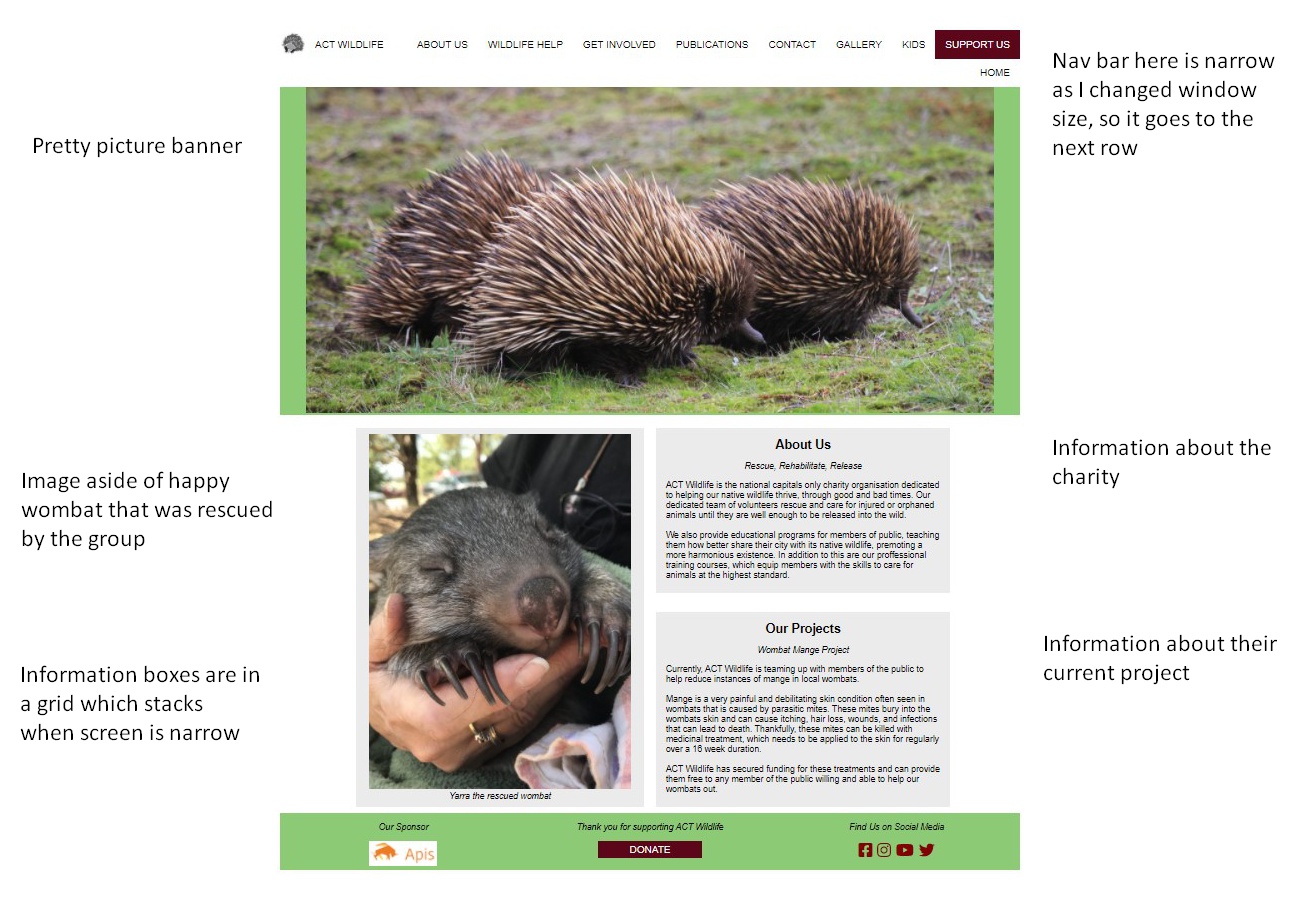 ACT WILDLIFE ABOUT US WILDLIFE HELP GET INVOLVED PUBLICATIONS CONTACT GALLERY KIDS SUPPORT US
HOME
Nav bar here is narrow
as I changed window
size, so it goes to the
next row
Pretty picture banner
Image aside of happy
wombat that was rescued
by the group
Information boxes are in
a grid which stacks
when screen is narrow
Yarra the rescued wombat
About Us
Rescue, Rehabilitate, Release
ACT Wildlife is the national capitals only charity organisation dedicated
to helping our native wildlife thrive, through good and bad times. Our
dedicated team of volunteers rescue and care for injured or orphaned
animals until they are well enough to be released into the wild.
We also provide educational programs for members of public, teaching
them how better share their city with its native wildlife, premoting a
more harmonious existence. In addition to this are our proffessional
training courses, which equip members with the skills to care for
animals at the highest standard.
Information about the
charity
Our Projects
Wombat Mange Project
Currently, ACT Wildlife is teaming up with members of the public to
help reduce instances of mange in local wombats.
Mange is a very painful and debilitating skin condition often seen in
wombats that is caused by parasitic mites. These mites bury into the
wombats skin and can cause itching, hair loss, wounds, and infections
that can lead to death. Thankfully, these mites can be killed with
medicinal treatment, which needs to be applied to the skin for regularly
over a 16 week duration.
ACT Wildlife has secured funding for these treatments and can provide
them free to any member of the public willing and able to help our
wombats out.
Information about their
current project
Our Sponsor
Apis
Thank you for supporting ACT Wildlife
DONATE
Find Us on Social Media